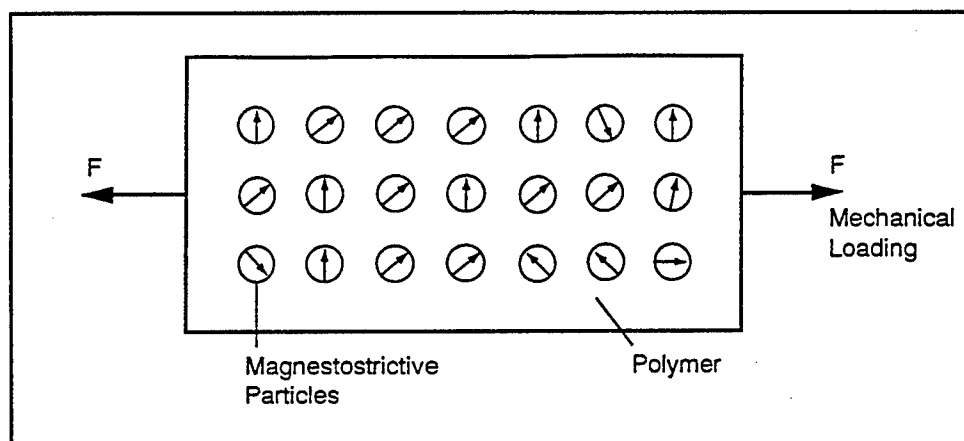 F
F
Mechanical
Loading
Magnestostrictive
Particles
Polymer